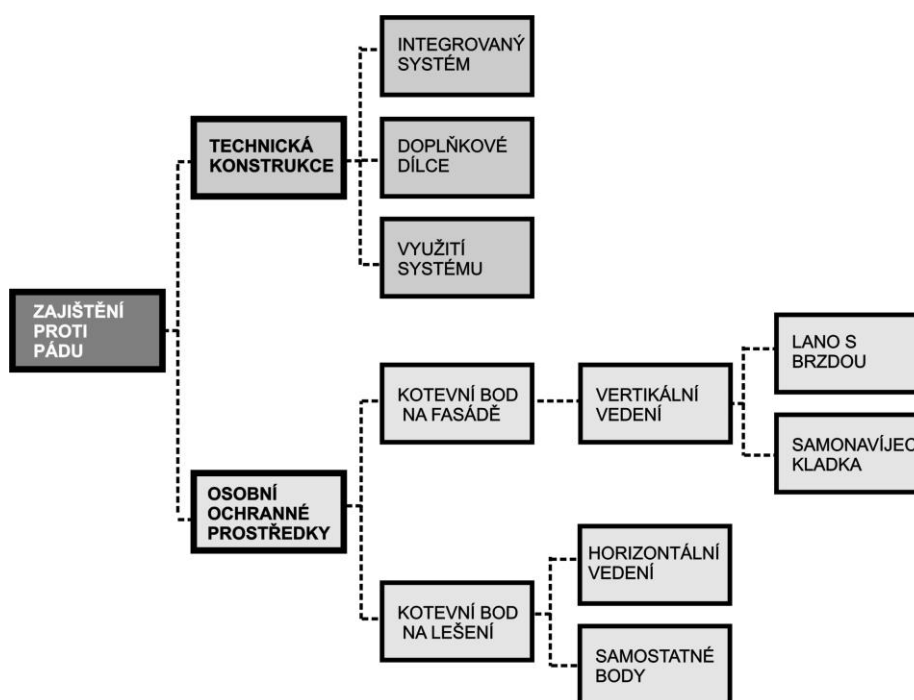 INTEGROVANÝ
SYSTÉM
TECHNICKÁ
KONSTRUKCE
DOPLŇKOVÉ
DÍLCE
VYUŽITÍ
SYSTÉMU
ZAJIŠTĚNÍ
PROTI
PÁDU
KOTEVNÍ BOD
NA FASÁDĚ
VERTIKÁLNÍ
VEDENÍ
LANO S
BRZDOU
SAMONAVÍJEC
KLADKA
OSOBNÍ
OCHRANNÉ
PROSTŘEDKY
HORIZONTÁLNÍ
VEDENÍ
KOTEVNÍ BOD
NA LEŠENÍ
SAMOSTATNÉ
BODY